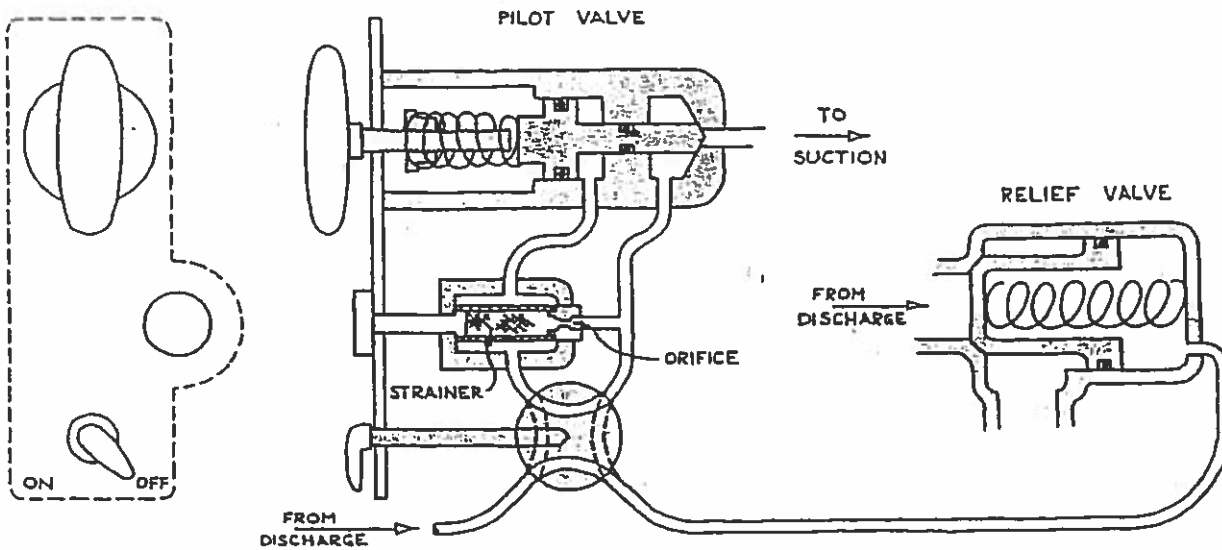 PILOT VALVE
TO
SUCTION
RELIEF VALVE
FROM
DISCHARGE
ORIFICE
STRAINER
ON
OFF
FROM
DISCHARGE